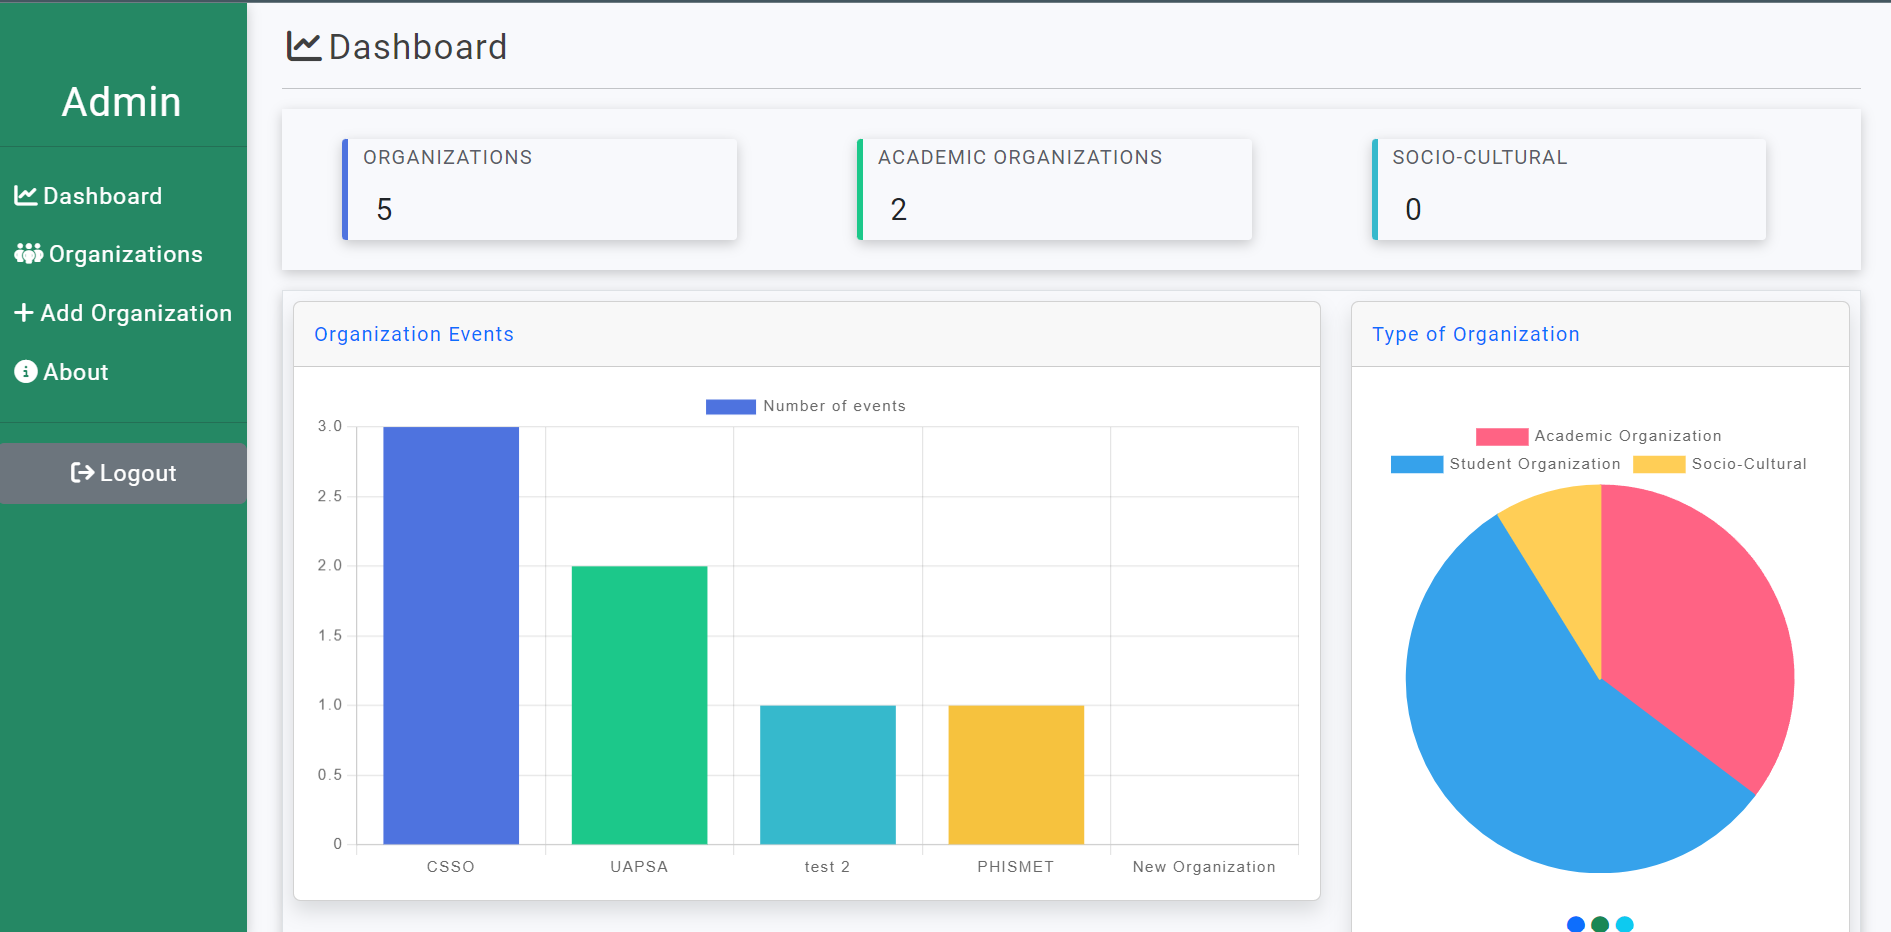 Admin
Dashboard
Organizations
Add Organization
About
Logout
Dashboard
ORGANIZATIONS
5
ACADEMIC ORGANIZATIONS
2
SOCIO-CULTURAL
0
Organization Events
Number of events
3.0
2.5
2.0
1.5
1.0
0.5
0
CSSO UAPSA test 2 PHISMET New Organization
Type of Organization
Academic Organization
Student Organization Socio-Cultural